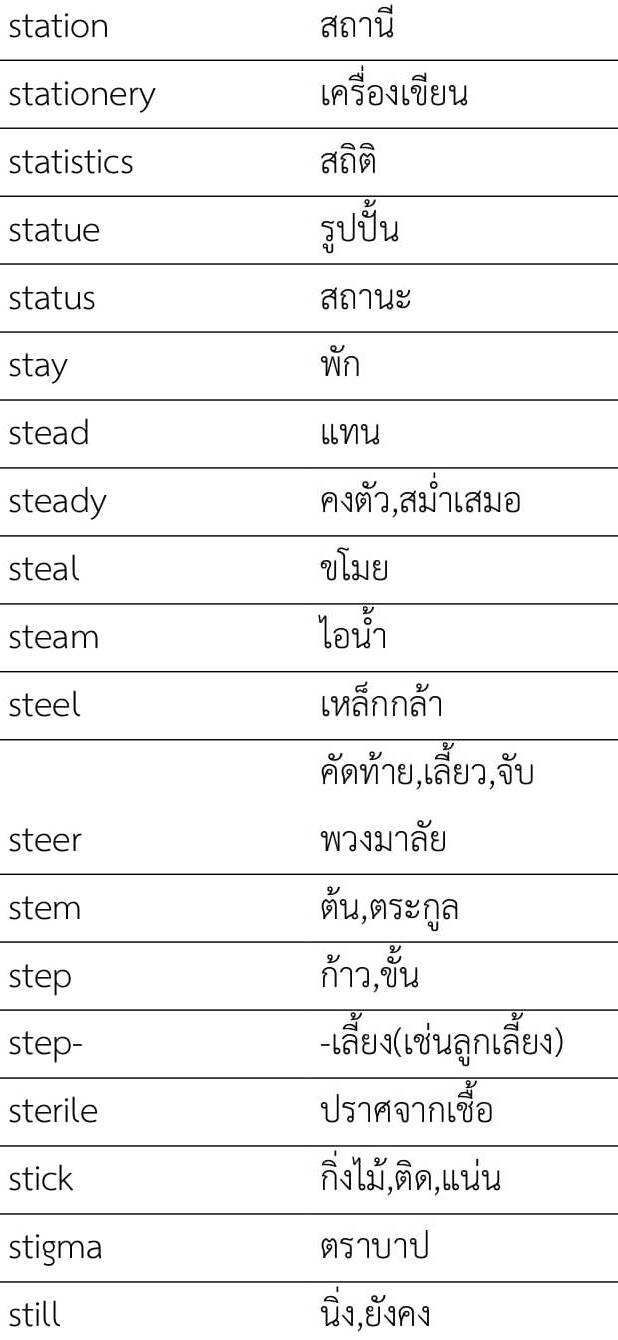 station สถานี
stationery เครื่องเขียน
statistics สถิติ
statue รูปปั้น
status สถานะ
stay พัก
stead แทน
steady คงตัว,สม่ำเสมอ
steal ขโมย
steam ไอน้ำ
steel เหล็กกล้า
คัดท้าย,เลี้ยว,จับ
steer พวงมาลัย
stem ต้น,ตระกูล
step ก้าว,ขั้น
step- -เลี้ยง(เช่นลูกเลี้ยง)
sterile ปราศจากเชื้อ
stick กิ่งไม้,ติด,แน่น
stigma ตราบาป
still นิ่ง,ยังคง